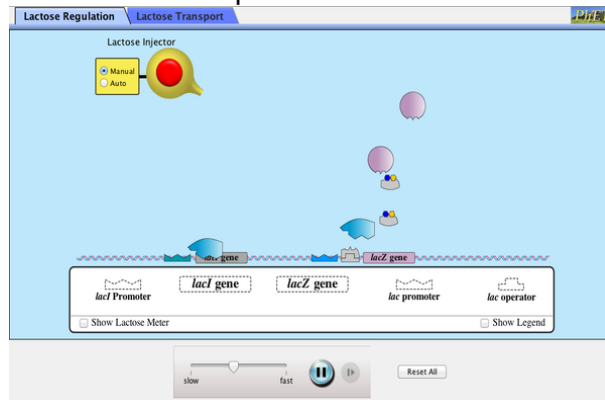 Lactose Regulation
Lactose Transport
PhET
Lactose Injector
Manual
Auto
gene
lacZ gene
lacI Promoter
lacI gene
lacZ gene
lac promoter
lac operator
Show Lactose Meter
Show Legend
slow
fast
Reset All